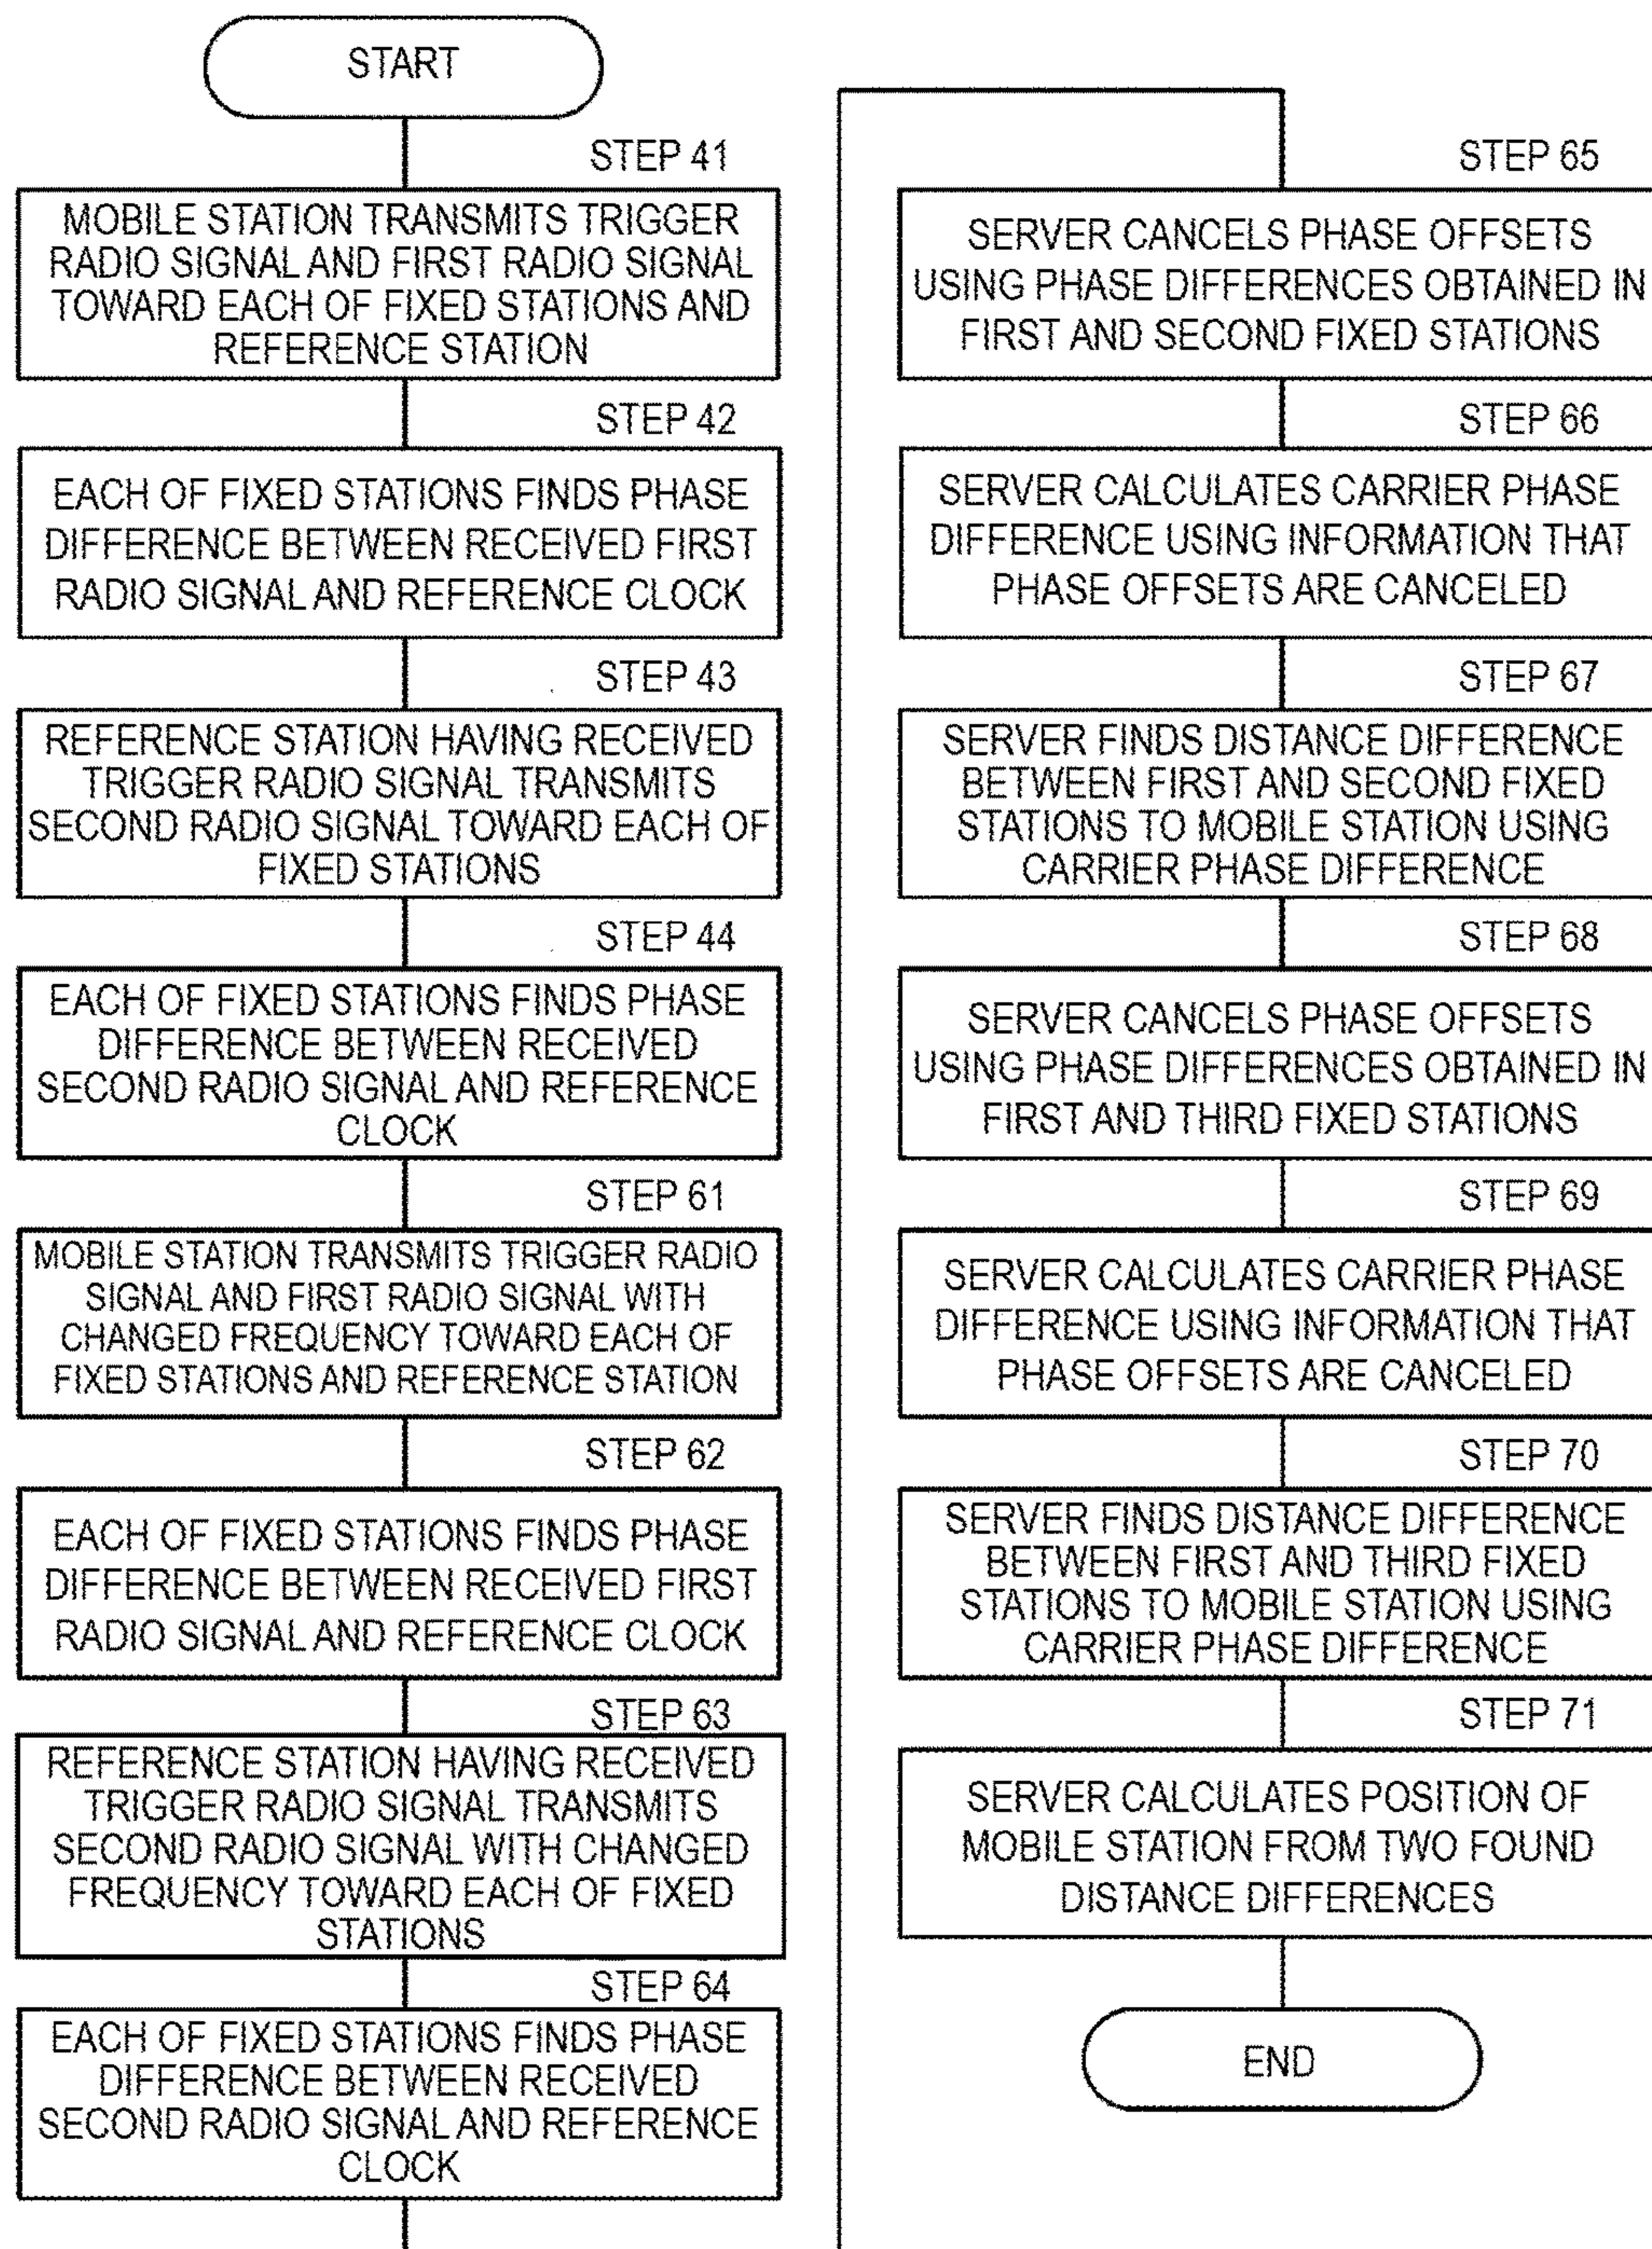 START
STEP 41
MOBILE STATION TRANSMITS TRIGGER
RADIO SIGNAL AND FIRST RADIO SIGNAL
TOWARD EACH OF FIXED STATIONS AND
REFERENCE STATION
STEP 42
EACH OF FIXED STATIONS FINDS PHASE
DIFFERENCE BETWEEN RECEIVED FIRST
RADIO SIGNAL AND REFERENCE CLOCK
STEP 43
REFERENCE STATION HAVING RECEIVED
TRIGGER RADIO SIGNAL TRANSMITS
SECOND RADIO SIGNAL TOWARD EACH OF
FIXED STATIONS
STEP 44
EACH OF FIXED STATIONS FINDS PHASE
DIFFERENCE BETWEEN RECEIVED
SECOND RADIO SIGNAL AND REFERENCE
CLOCK
STEP 61
MOBILE STATION TRANSMITS TRIGGER RADIO
SIGNAL AND FIRST RADIO SIGNAL WITH
CHANGED FREQUENCY TOWARD EACH OF
FIXED STATIONS AND REFERENCE STATION
STEP 62
EACH OF FIXED STATIONS FINDS PHASE
DIFFERENCE BETWEEN RECEIVED FIRST
RADIO SIGNAL AND REFERENCE CLOCK
STEP 63
REFERENCE STATION HAVING RECEIVED
TRIGGER RADIO SIGNAL TRANSMITS
SECOND RADIO SIGNAL WITH CHANGED
FREQUENCY TOWARD EACH OF FIXED
STATIONS
STEP 64
EACH OF FIXED STATIONS FINDS PHASE
DIFFERENCE BETWEEN RECEIVED
SECOND RADIO SIGNAL AND REFERENCE
CLOCK
STEP 65
SERVER CANCELS PHASE OFFSETS
USING PHASE DIFFERENCES OBTAINED IN
FIRST AND SECOND FIXED STATIONS
STEP 66
SERVER CALCULATES CARRIER PHASE
DIFFERENCE USING INFORMATION THAT
PHASE OFFSETS ARE CANCELED
STEP 67
SERVER FINDS DISTANCE DIFFERENCE
BETWEEN FIRST AND SECOND FIXED
STATIONS TO MOBILE STATION USING
CARRIER PHASE DIFFERENCE
STEP 68
SERVER CANCELS PHASE OFFSETS
USING PHASE DIFFERENCES OBTAINED IN
FIRST AND THIRD FIXED STATIONS
STEP 69
SERVER CALCULATES CARRIER PHASE
DIFFERENCE USING INFORMATION THAT
PHASE OFFSETS ARE CANCELED
STEP 70
SERVER FINDS DISTANCE DIFFERENCE
BETWEEN FIRST AND THIRD FIXED
STATIONS TO MOBILE STATION USING
CARRIER PHASE DIFFERENCE
STEP 71
SERVER CALCULATES POSITION OF
MOBILE STATION FROM TWO FOUND
DISTANCE DIFFERENCES
END